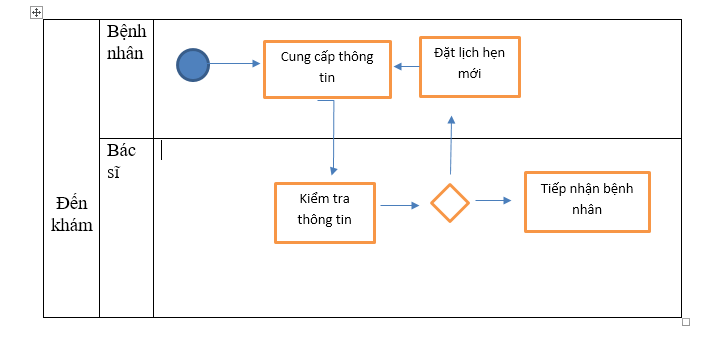 Bệnh
nhân
Cung cấp thông
tin
Đặt lịch hẹn
mới
Đến
khám
Bác
sĩ
Kiểm tra
thông tin
Tiếp nhận bệnh
nhân